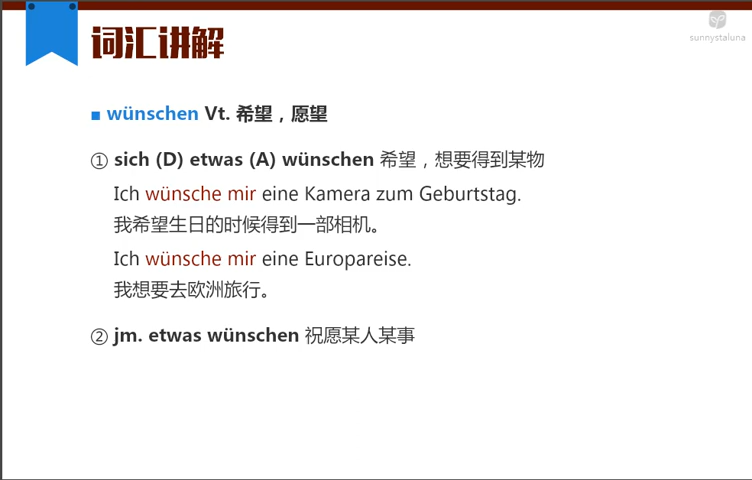 词汇讲解
sunnystaluna
■ wünschen Vt. 希望，愿望
① sich (D) etwas (A) wünschen 希望，想要得到某物
Ich wünsche mir eine Kamera zum Geburtstag.
我希望生日的时候得到一部相机。
Ich wünsche mir eine Europareise.
我想要去欧洲旅行。
② jm. etwas wünschen 祝愿某人某事